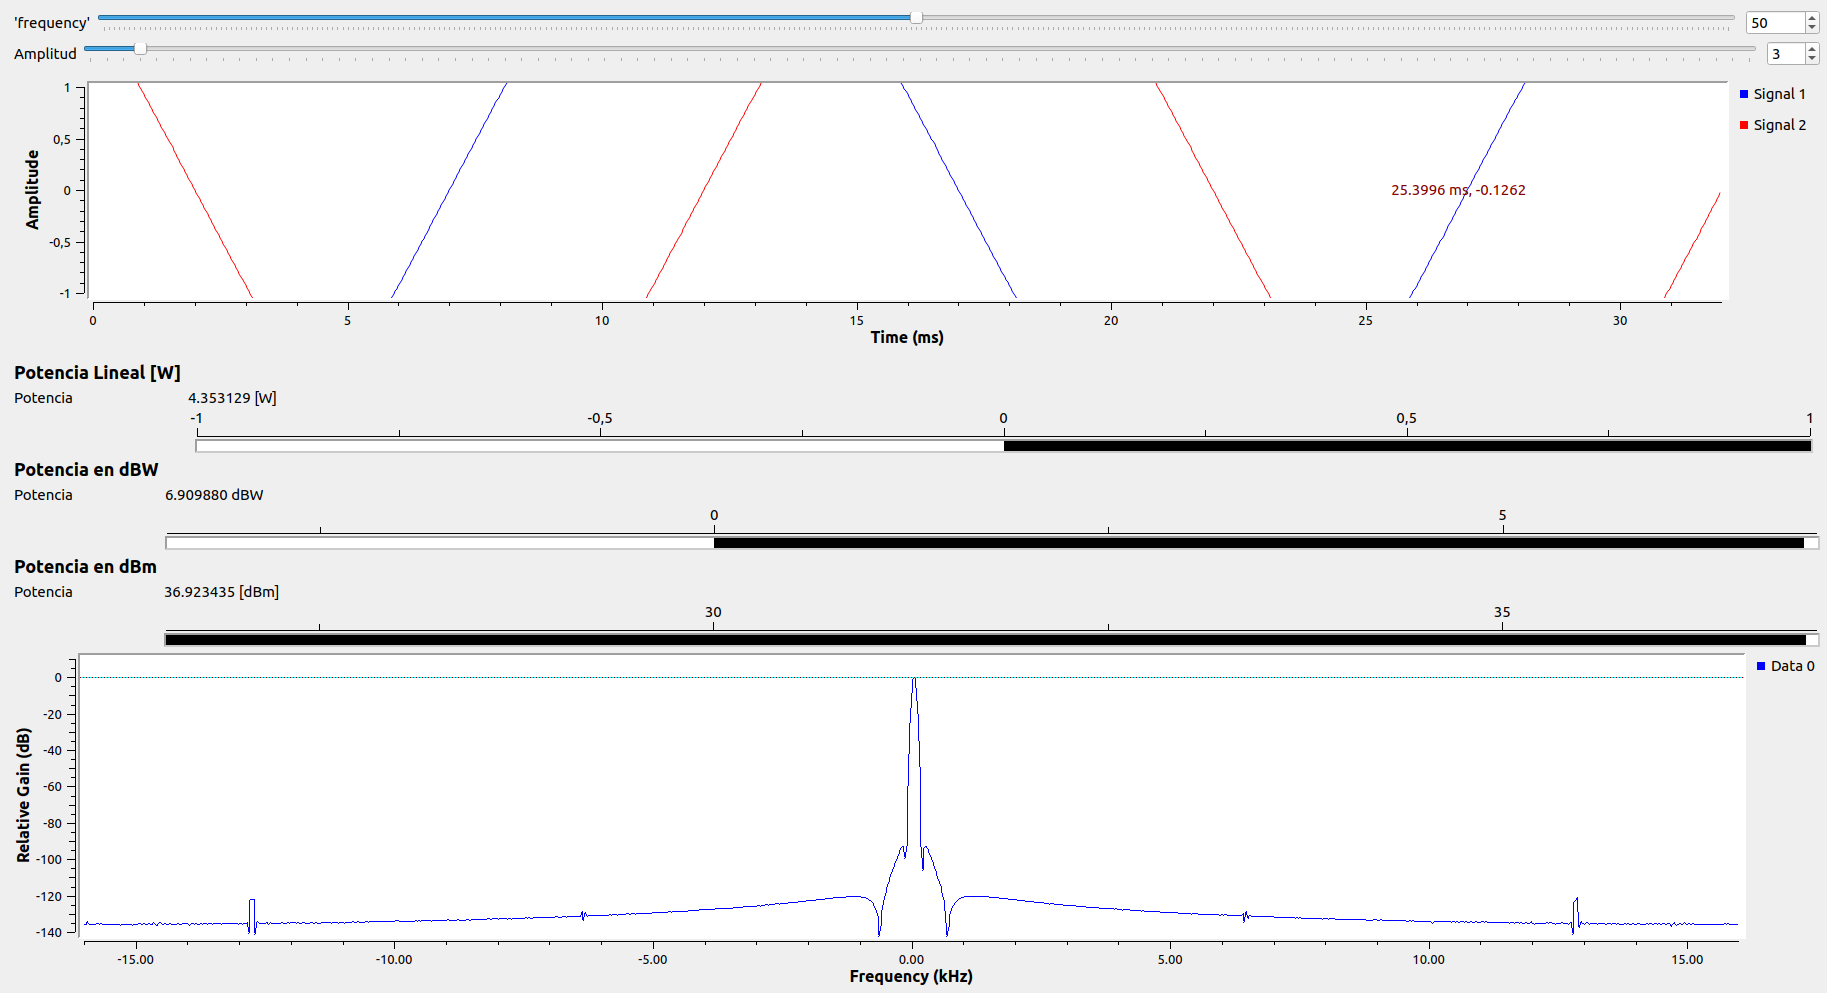 'frequency' 50
Amplitud 3
1
0,5
0
-0,5
-1
Amplitude
Signal 1
Signal 2
25.3996 ms, -0.1262
0 5 10 15 20 25 30
Time (ms)
Potencia Lineal [W]
Potencia 4.353129 [W]
-1 -0,5 0 0,5 1
Potencia en dBW
Potencia 6.909880 dBW
0 5
Potencia en dBm
Potencia 36.923435 [dBm]
30 35
Data 0
0
-20
-40
-60
-80
-100
-120
-140
Relative Gain (dB)
-15.00 -10.00 -5.00 0.00 5.00 10.00 15.00
Frequency (kHz)